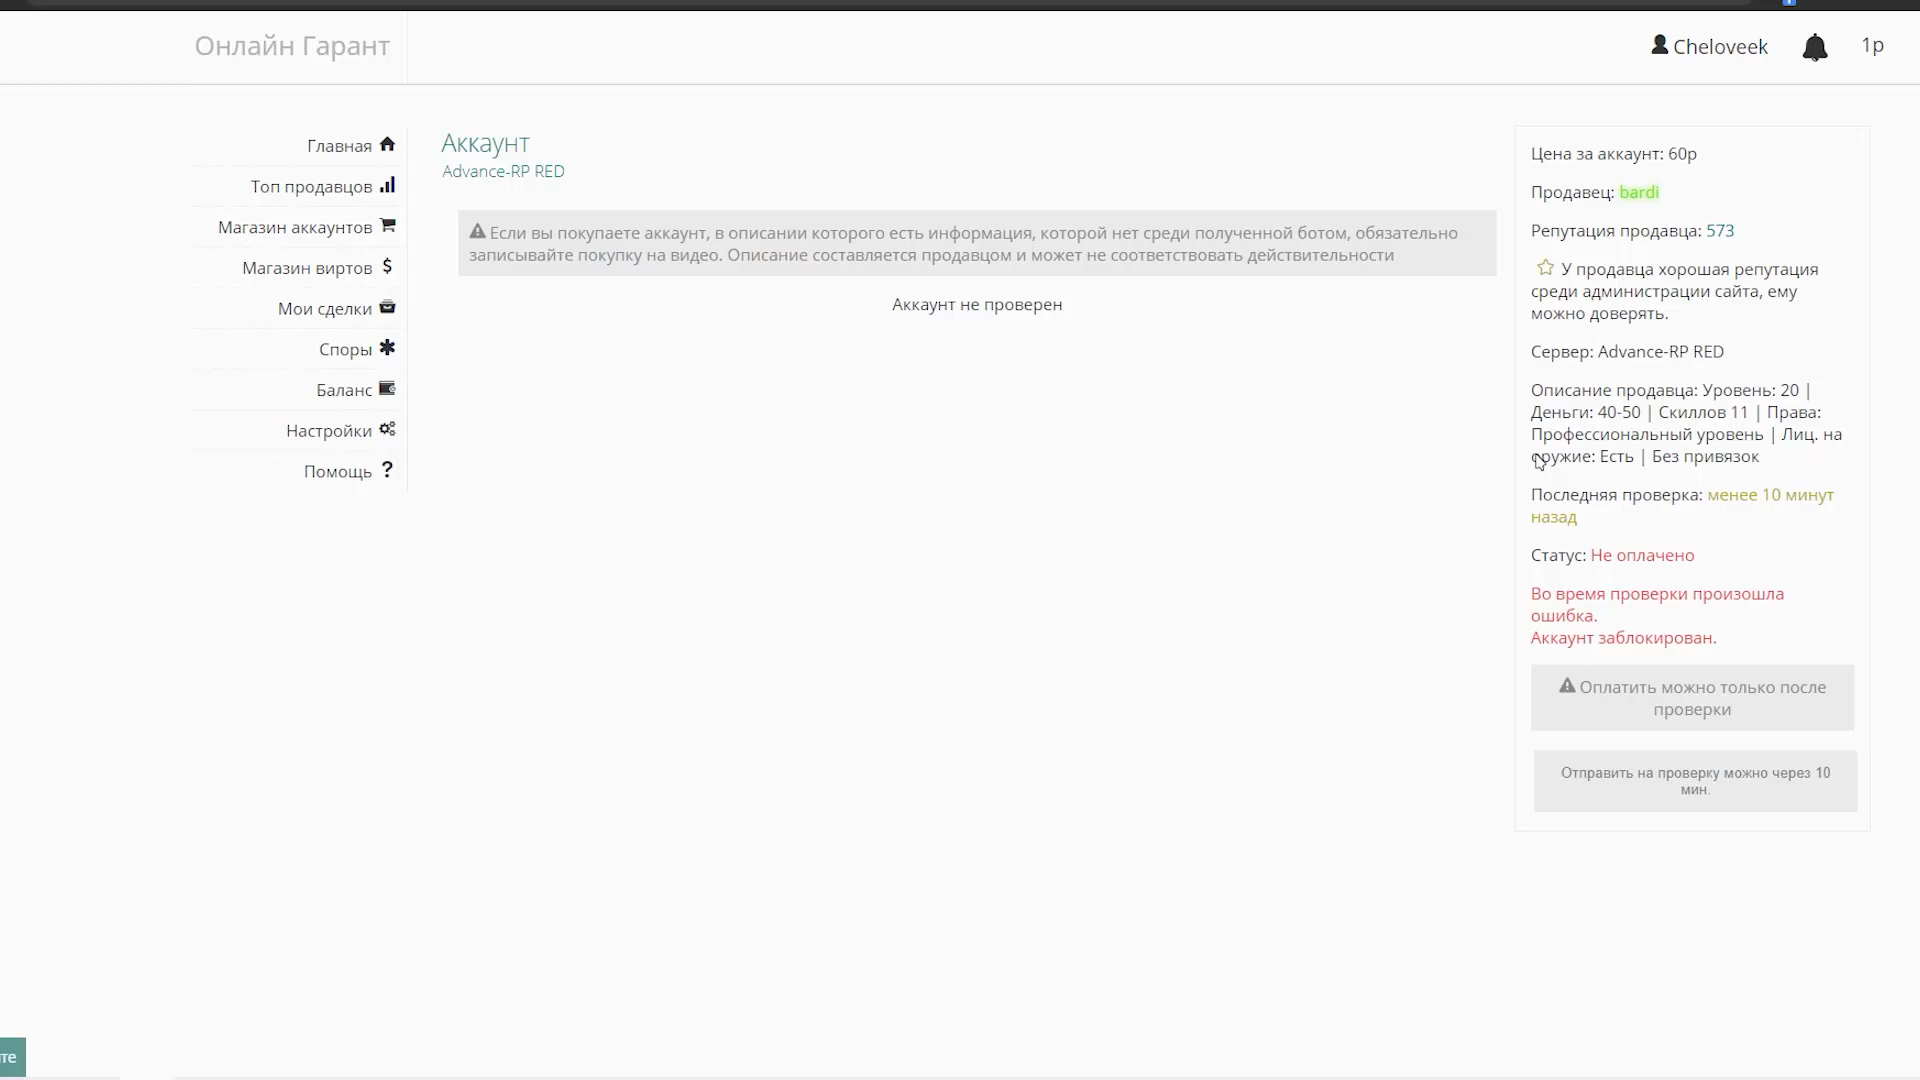 Онлайн Гарант
Cheloveek
1р
Главная
Топ продавцов
Магазин аккаунтов
Магазин виртов
Мои сделки
Споры
Баланс
Настройки
Помощь
Аккаунт
Advance-RP RED
Если вы покупаете аккаунт, в описании которого есть информация, которой нет среди полученной ботом, обязательно
записывайте покупку на видео. Описание составляется продавцом и может не соответствовать действительности
Аккаунт не проверен
Цена за аккаунт: 60р
Продавец: bardi
Репутация продавца: 573
У продавца хорошая репутация
среди администрации сайта, ему
можно доверять.
Сервер: Advance-RP RED
Описание продавца: Уровень: 20 |
Деньги: 40-50 | Скиллов 11 | Права:
Профессиональный уровень | Лиц. на
оружие: Есть | Без привязок
Последняя проверка: менее 10 минут
назад
Статус: Не оплачено
Во время проверки произошла
ошибка.
Аккаунт заблокирован.
Оплатить можно только после
проверки
Отправить на проверку можно через 10
мин.